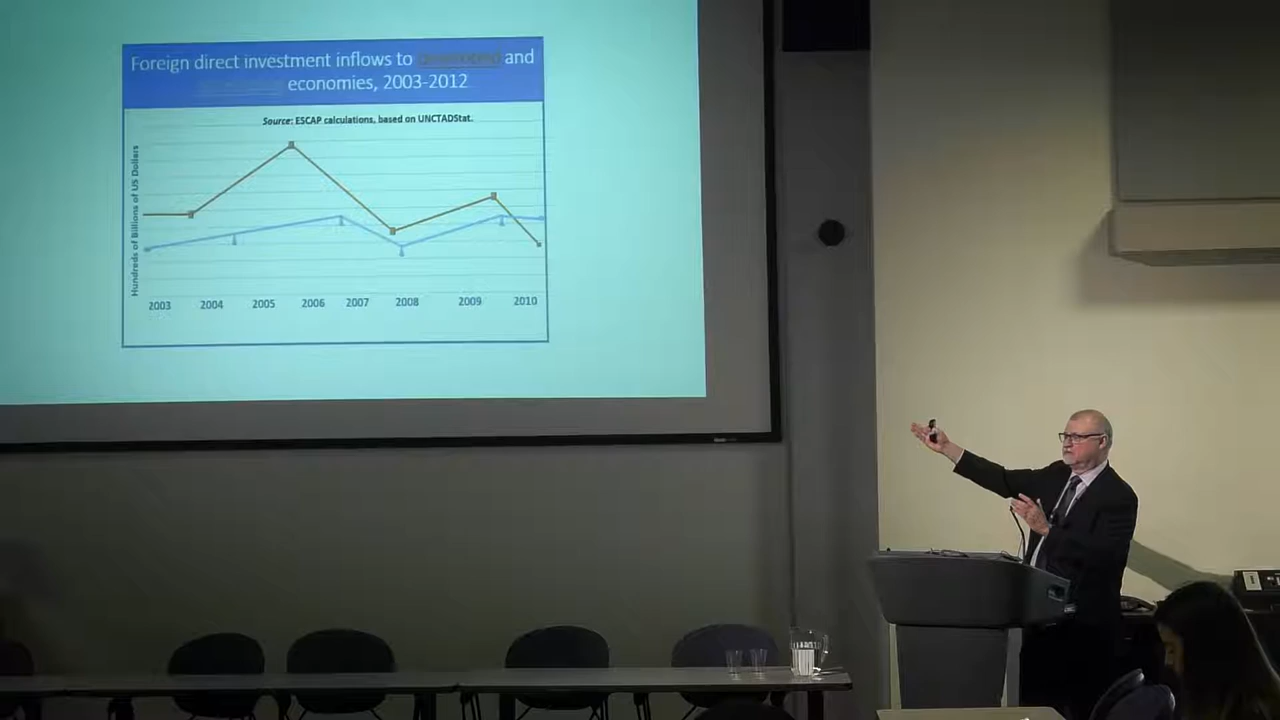 Foreign direct investment inflows to and
economies, 2003-2012
Source: ESCAP calculations, based on UNCTADStat.
Hundreds of Billions of US Dollars
2003 2004 2005 2006 2007 2008 2009 2010